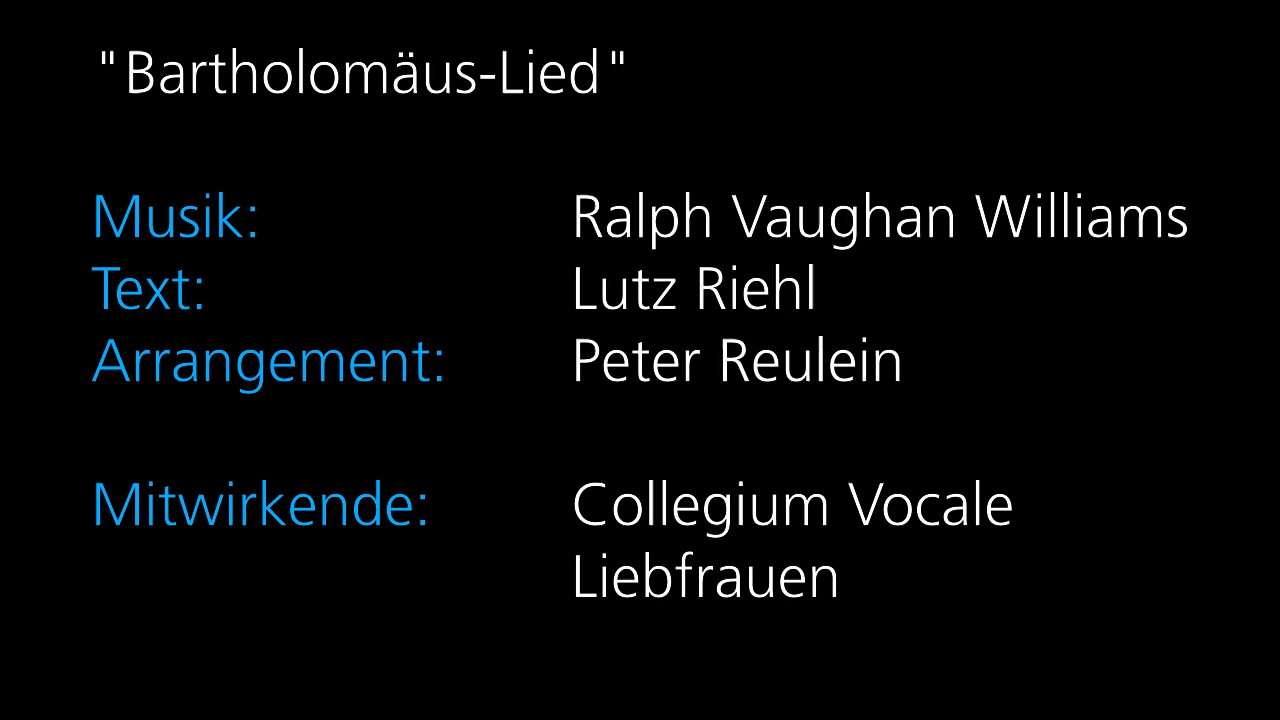 "Bartholomäus-Lied"
Musik: Ralph Vaughan Williams
Text: Lutz Riehl
Arrangement: Peter Reulein
Mitwirkende: Collegium Vocale
Liebfrauen